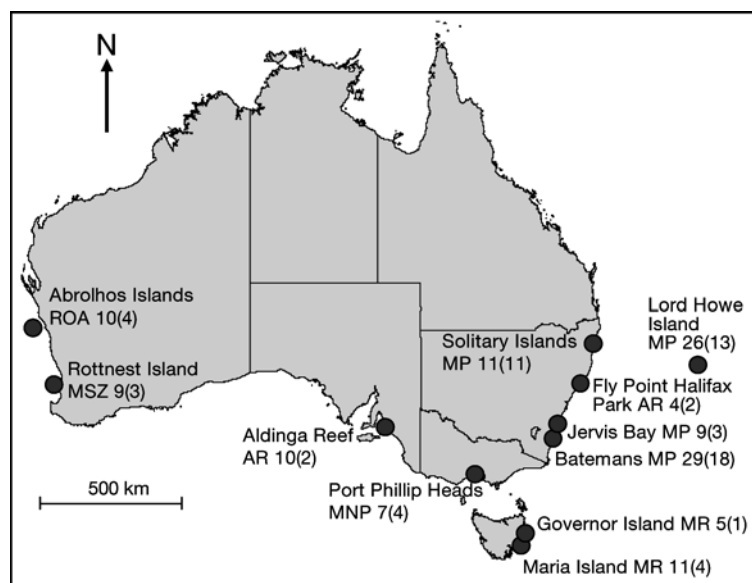 N
Abrolhos Islands
ROA 10(4)
Rottnest Island
MSZ 9(3)
Aldinga Reef
AR 10(2)
Port Phillip Heads
MNP 7(4)
Solitary Islands
MP 11(11)
Lord Howe
Island
MP 26(13)
Fly Point Halifax
Park AR 4(2)
Jervis Bay MP 9(3)
Batemans MP 29(18)
Governor Island MR 5(1)
Maria Island MR 11(4)
500 km